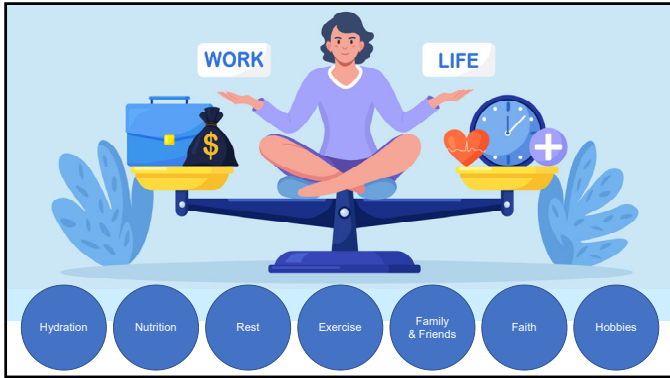 WORK
LIFE
$
Hydration
Nutrition
Rest
Exercise
Family
& Friends
Faith
Hobbies